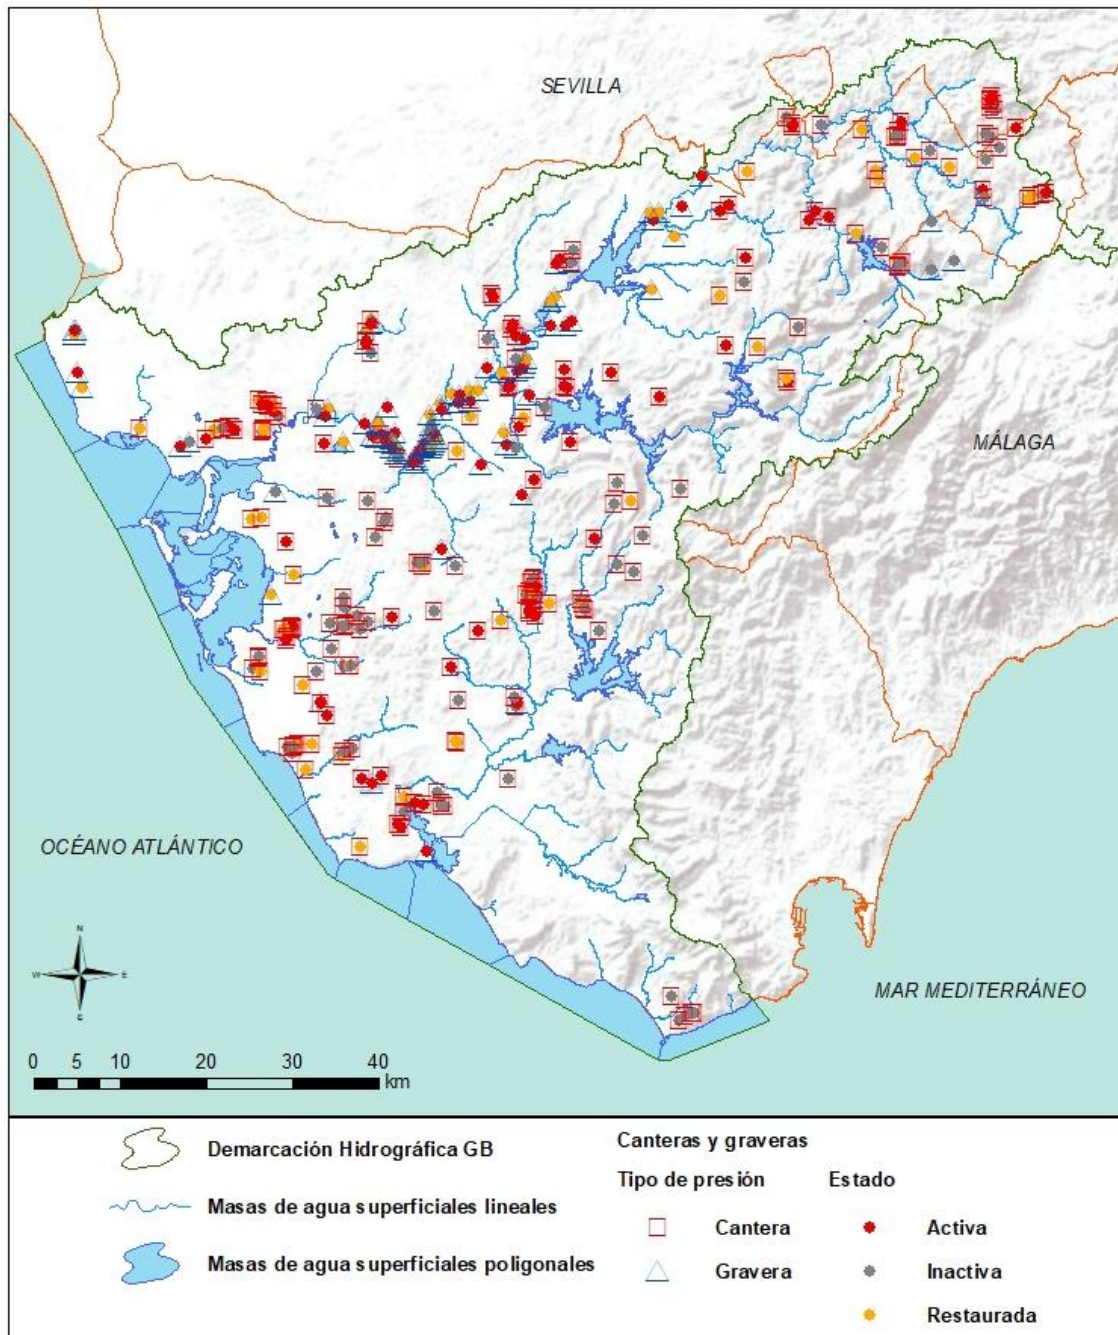 SEVILLA
MÁLAGA
OCÉANO ATLÁNTICO
N
W E
S
MAR MEDITERRÁNEO
0 5 10 20 30 40
km
Demarcación Hidrográfica GB
Masas de agua superficiales lineales
Masas de agua superficiales poligonales
Canteras y graveras
Tipo de presión Estado
Cantera Activa
Gravera Inactiva
Restaurada